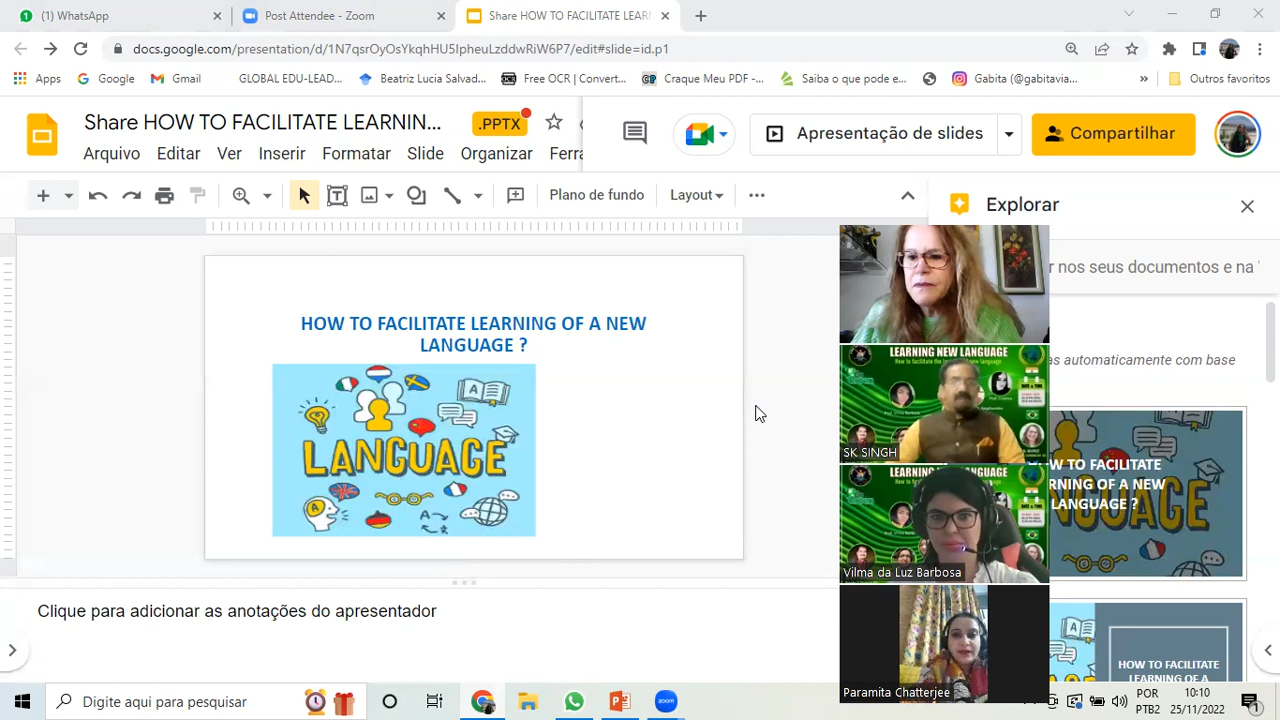 (1) WhatsApp
Post Attendee - Zoom
Share HOW TO FACILITATE LEARN
docs.google.com/presentation/d/1N7qsrOyOsYkqhHU5IpheuLzddwRiW6P7/edit#slide=id.p1
Apps
Google
Gmail
GLOBAL EDU-LEAD...
Beatriz Lucia Salvad...
Free OCR | Convert...
Craque Meu PDF -...
Saiba o que pode e...
Gabita (@gabitavia...
Outros favoritos
Share HOW TO FACILITATE LEARNIN...
.PPTX
Arquivo Editar Ver Inserir Formatar Slide Organizar Ferra
Apresentação de slides
Compartilhar
Plano de fundo
Layout
Explorar
r nos seus documentos e na
as automaticamente com base
HOW TO FACILITATE LEARNING OF A NEW
LANGUAGE ?
LANGUAGE
LEARNING NEW LANGUAGE
How to facilitate the
SK SINGH
LEARNING NEW LANGUAGE
Vilma da Luz Barbosa
Paramita Chatterjee
W TO FACILITATE
RNING OF A NEW
LANGUAGE ?
HOW TO FACILITATE
LEARNING OF A
Clique para adicionar as anotações do apresentador
Digite aqui para pesquisar
POR
PTB2
10:10
25/11/2022